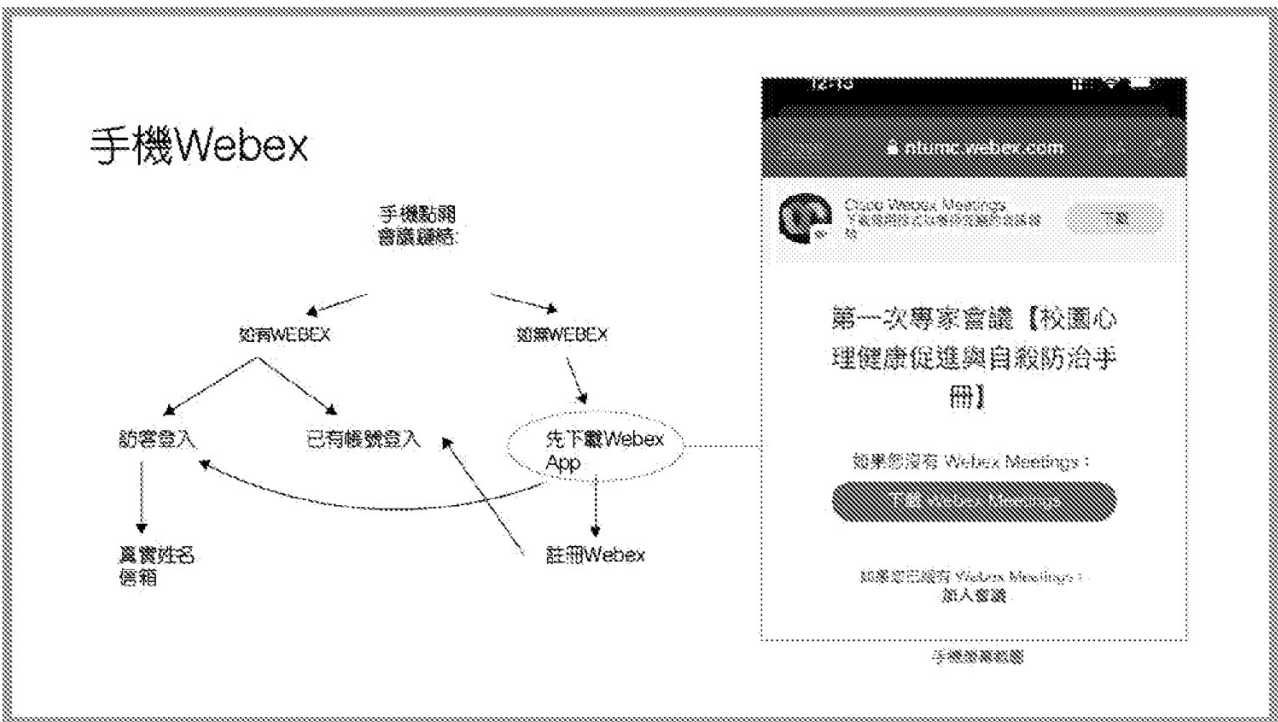 手機Webex
手機點開
會議鏈結:
如有WEBEX
如無WEBEX
訪客登入
已有帳號登入
先下載Webex
App
真實姓名
信箱
註冊Webex
12:13
ntumc.webex.com
Cisco Webex Meetings
下載
第一次專家會議【校園心
理健康促進與自殺防治手
冊】
如果您沒有 Webex Meetings：
下載 Webex Meetings
如果您已經有 Webex Meetings：
加入會議
手機螢幕截圖